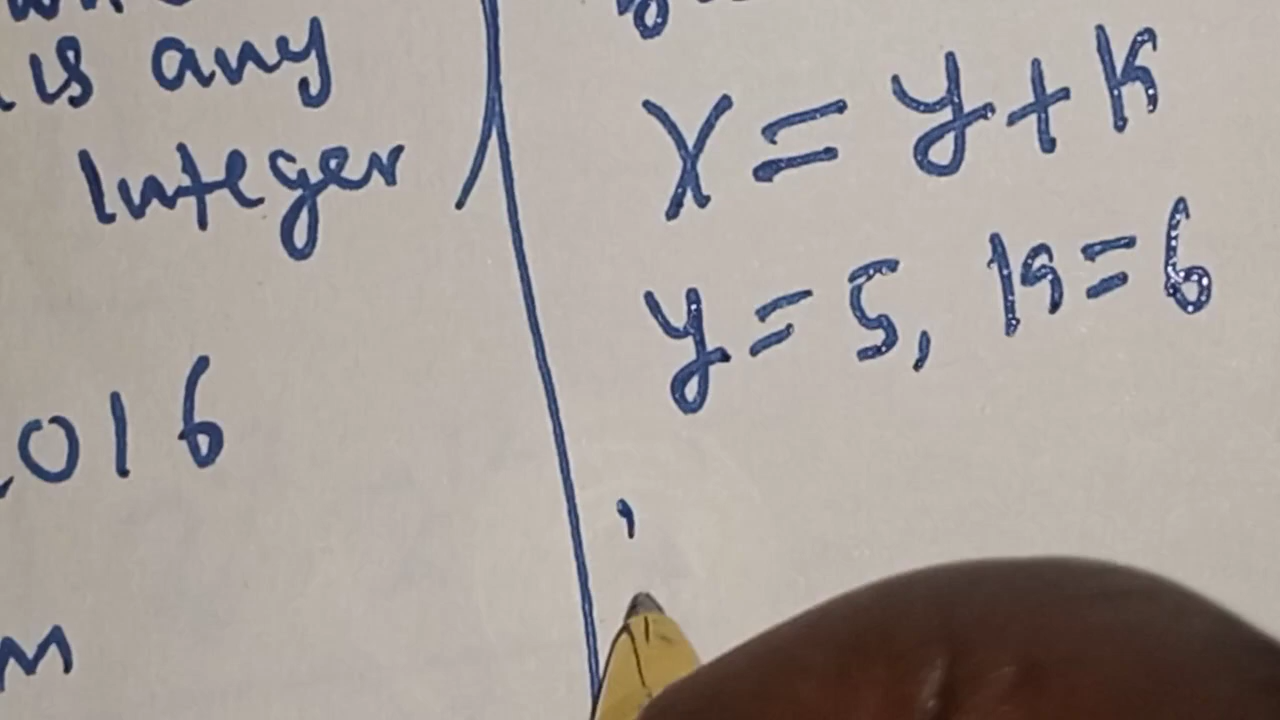 is any
Integer
016
m
x = y + k
y = 5, k = 6